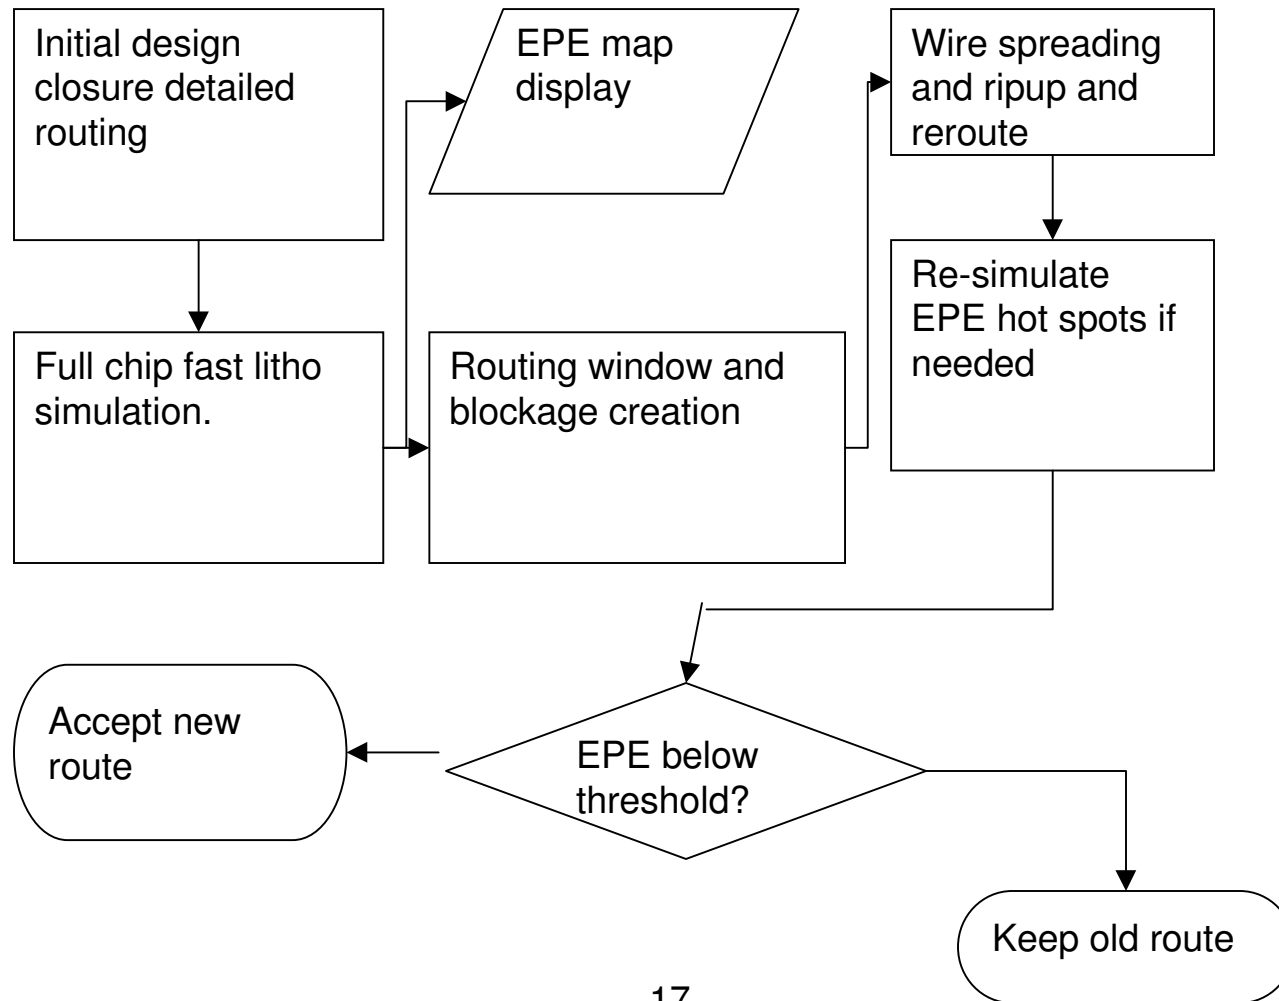 Initial design
closure detailed
routing
EPE map
display
Wire spreading
and ripup and
reroute
Full chip fast litho
simulation.
Routing window and
blockage creation
Re-simulate
EPE hot spots if
needed
Accept new
route
EPE below
threshold?
Keep old route
17